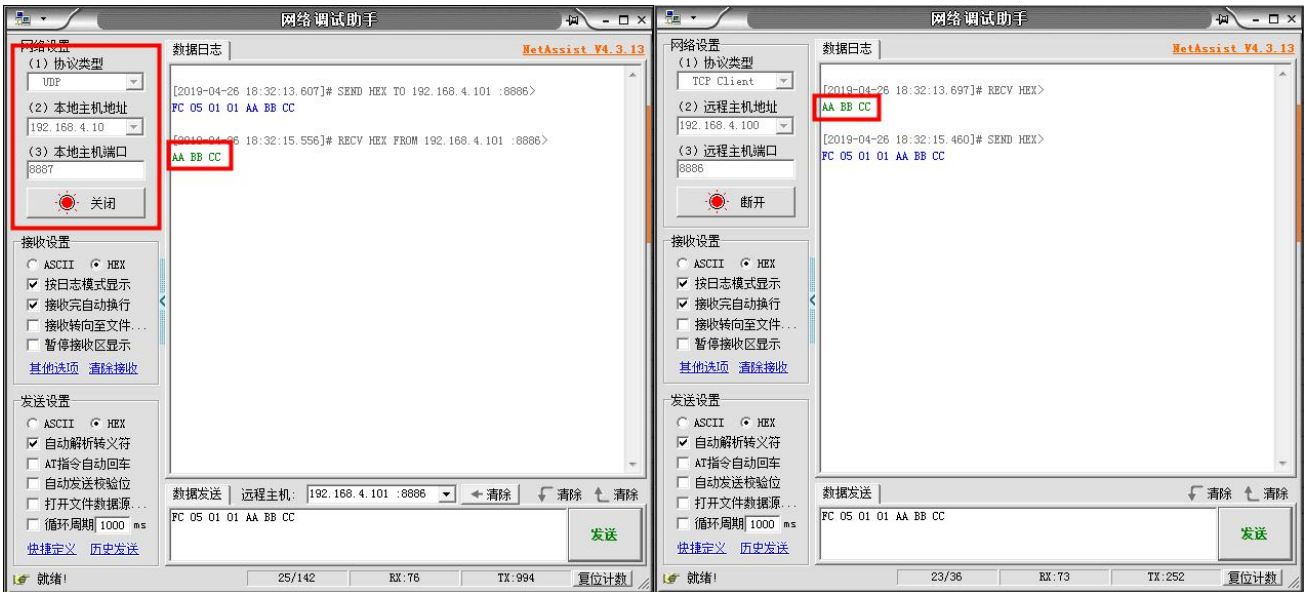 网络调试助手
网络设置
(1) 协议类型
UDP
(2) 本地主机地址
192.168.4.10
(3) 本地主机端口
8887
关闭
接收设置
ASCII HEX
按日志模式显示
接收完自动换行
接收转向至文件...
暂停接收区显示
其他选项 清除接收
发送设置
ASCII HEX
自动解析转义符
AT指令自动回车
自动发送校验位
打开文件数据源...
循环周期 1000 ms
快捷定义 历史发送
数据日志
NetAssist V4.3.13
[2019-04-26 18:32:13.607]# SEND HEX TO 192.168.4.101 :8886>
FC 05 01 01 AA BB CC
[2019-04-26 18:32:15.556]# RECV HEX FROM 192.168.4.101 :8886>
AA BB CC
数据发送 远程主机: 192.168.4.101 :8886 清除 清除 清除
FC 05 01 01 AA BB CC
发送
就绪! 25/142 RX:76 TX:994 复位计数
网络调试助手
网络设置
(1) 协议类型
TCP Client
(2) 远程主机地址
192.168.4.100
(3) 远程主机端口
8886
断开
接收设置
ASCII HEX
按日志模式显示
接收完自动换行
接收转向至文件...
暂停接收区显示
其他选项 清除接收
发送设置
ASCII HEX
自动解析转义符
AT指令自动回车
自动发送校验位
打开文件数据源...
循环周期 1000 ms
快捷定义 历史发送
数据日志
NetAssist V4.3.13
[2019-04-26 18:32:13.697]# RECV HEX>
AA BB CC
[2019-04-26 18:32:15.460]# SEND HEX>
FC 05 01 01 AA BB CC
数据发送 清除 清除
FC 05 01 01 AA BB CC
发送
就绪! 23/36 RX:73 TX:252 复位计数